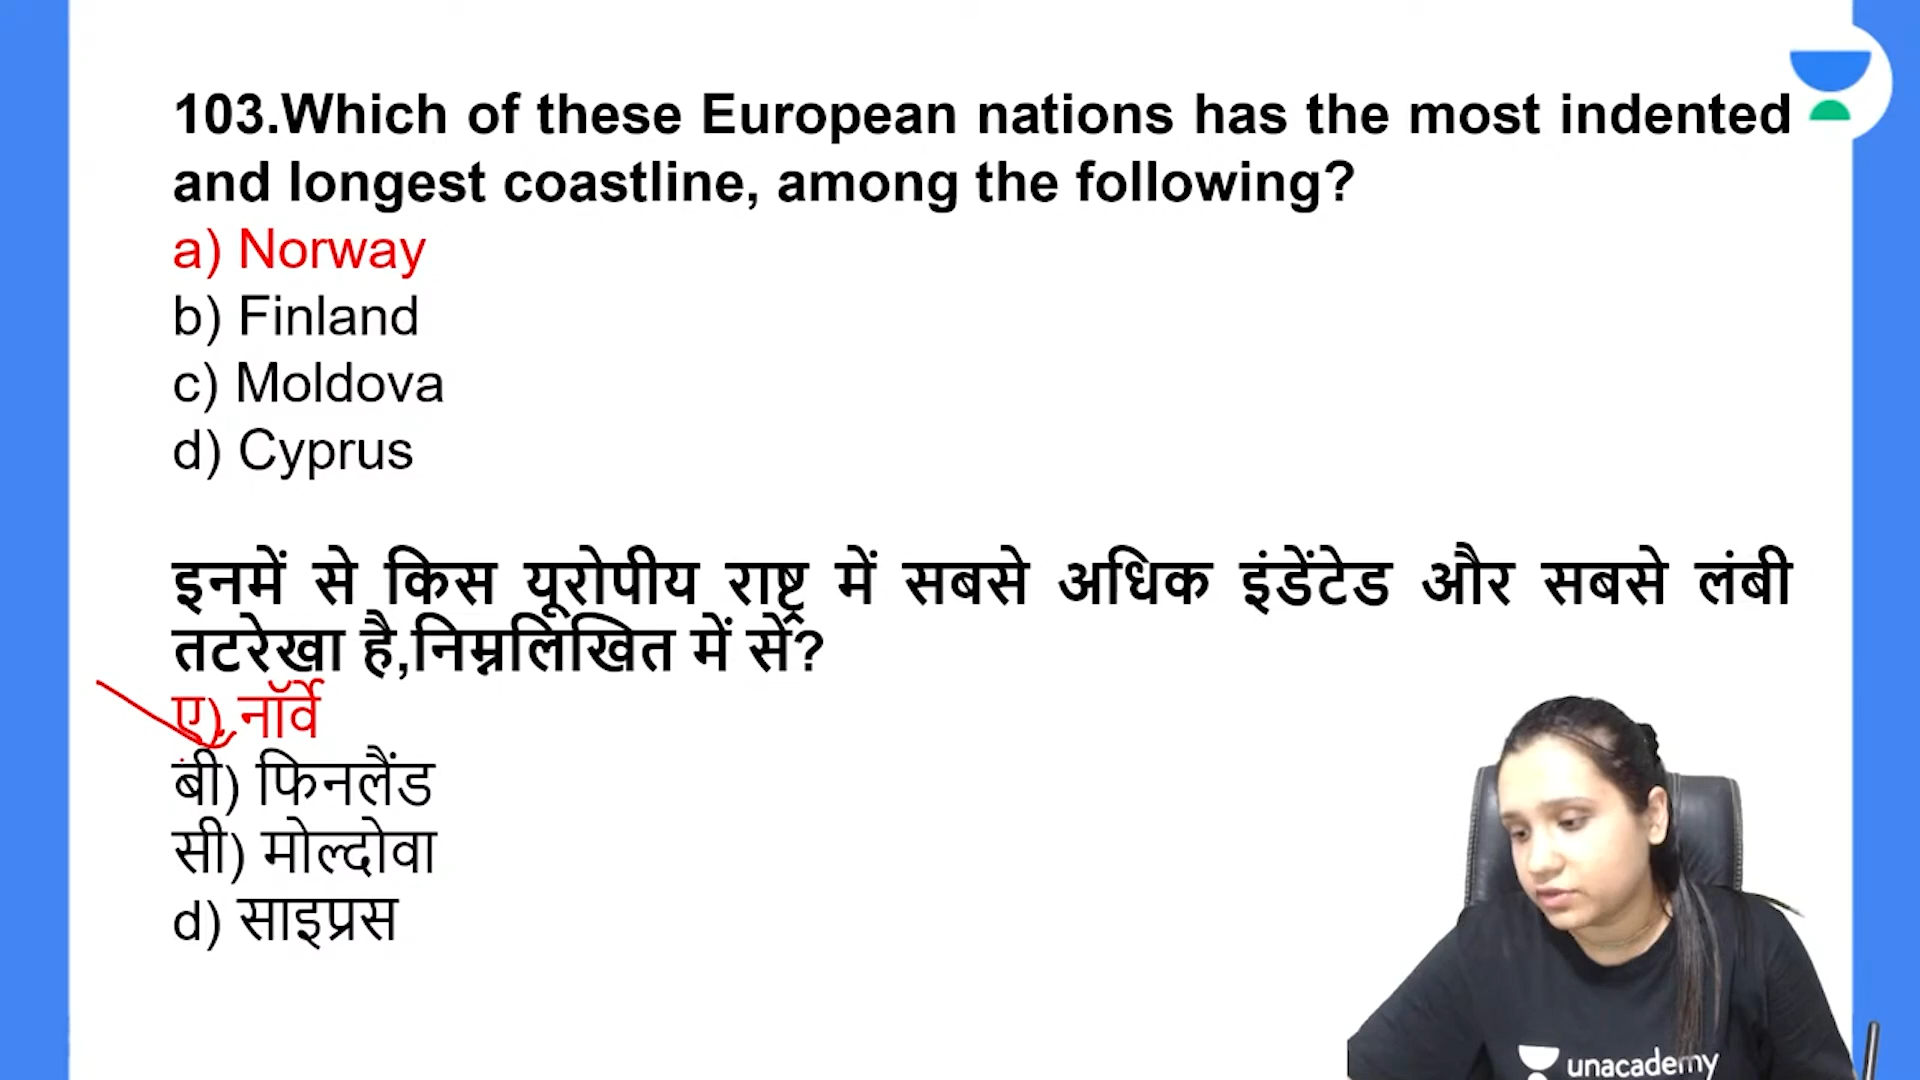 103.Which of these European nations has the most indented
and longest coastline, among the following?
a) Norway
b) Finland
c) Moldova
d) Cyprus
इनमें से किस यूरोपीय राष्ट्र में सबसे अधिक इंडेंटेड और सबसे लंबी
तटरेखा है,निम्नलिखित में से?
ए) नॉर्वे
बी) फिनलैंड
सी) मोल्दोवा
d) साइप्रस
unacademy